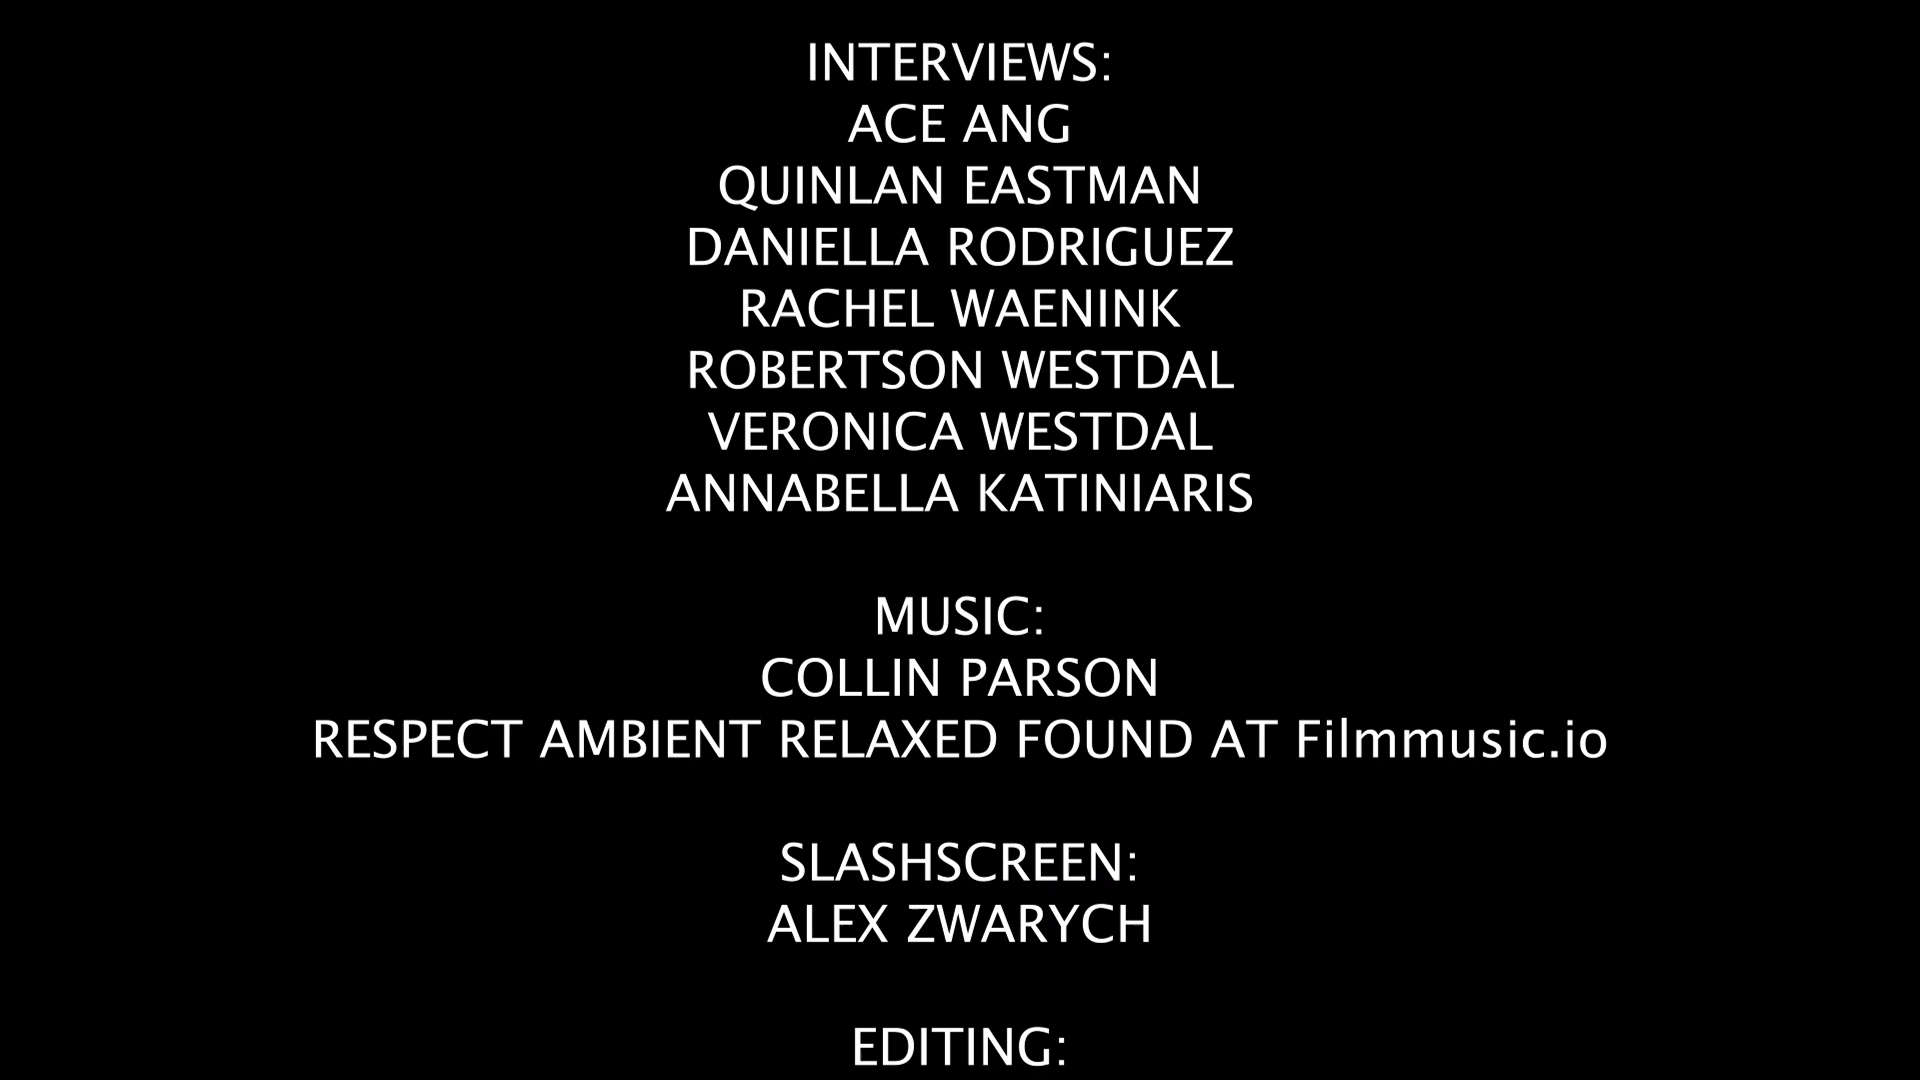 INTERVIEWS:
ACE ANG
QUINLAN EASTMAN
DANIELLA RODRIGUEZ
RACHEL WAENINK
ROBERTSON WESTDAL
VERONICA WESTDAL
ANNABELLA KATINIARIS
MUSIC:
COLLIN PARSON
RESPECT AMBIENT RELAXED FOUND AT Filmmusic.io
SLASHSCREEN:
ALEX ZWARYCH
EDITING: